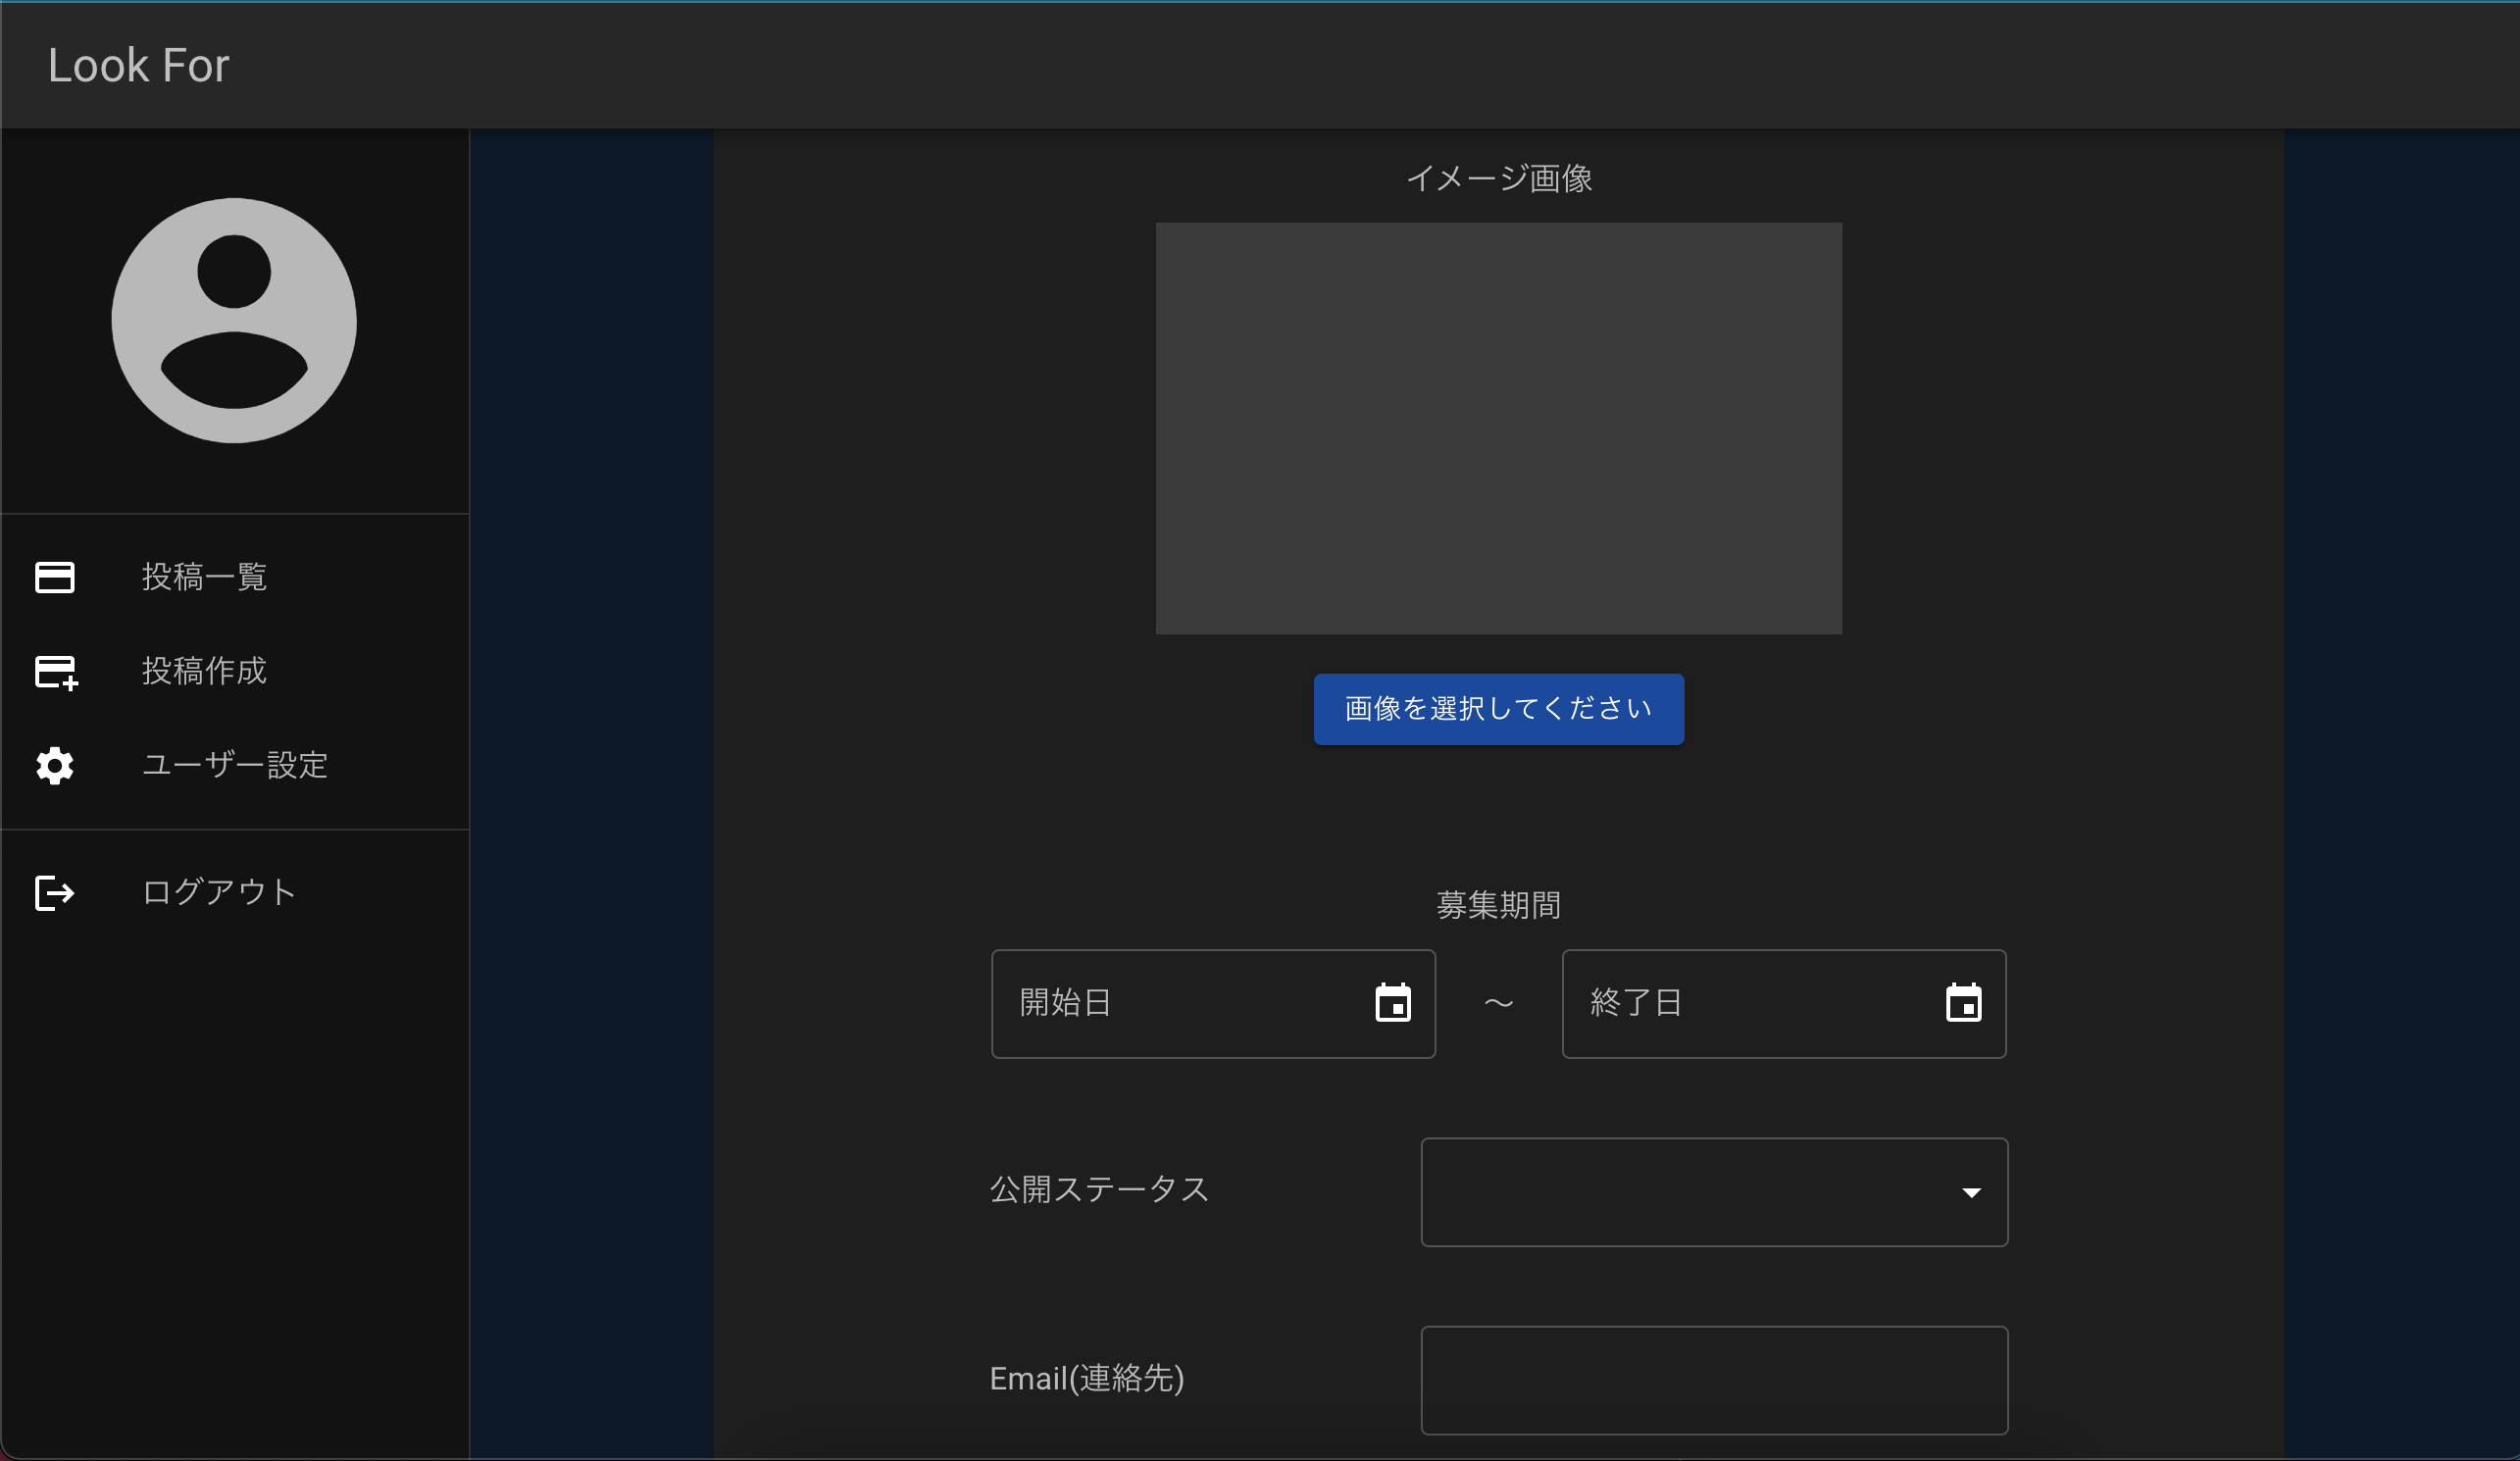 Look For
投稿一覧
投稿作成
ユーザー設定
ログアウト
イメージ画像
画像を選択してください
募集期間
開始日 〜 終了日
公開ステータス
Email(連絡先)